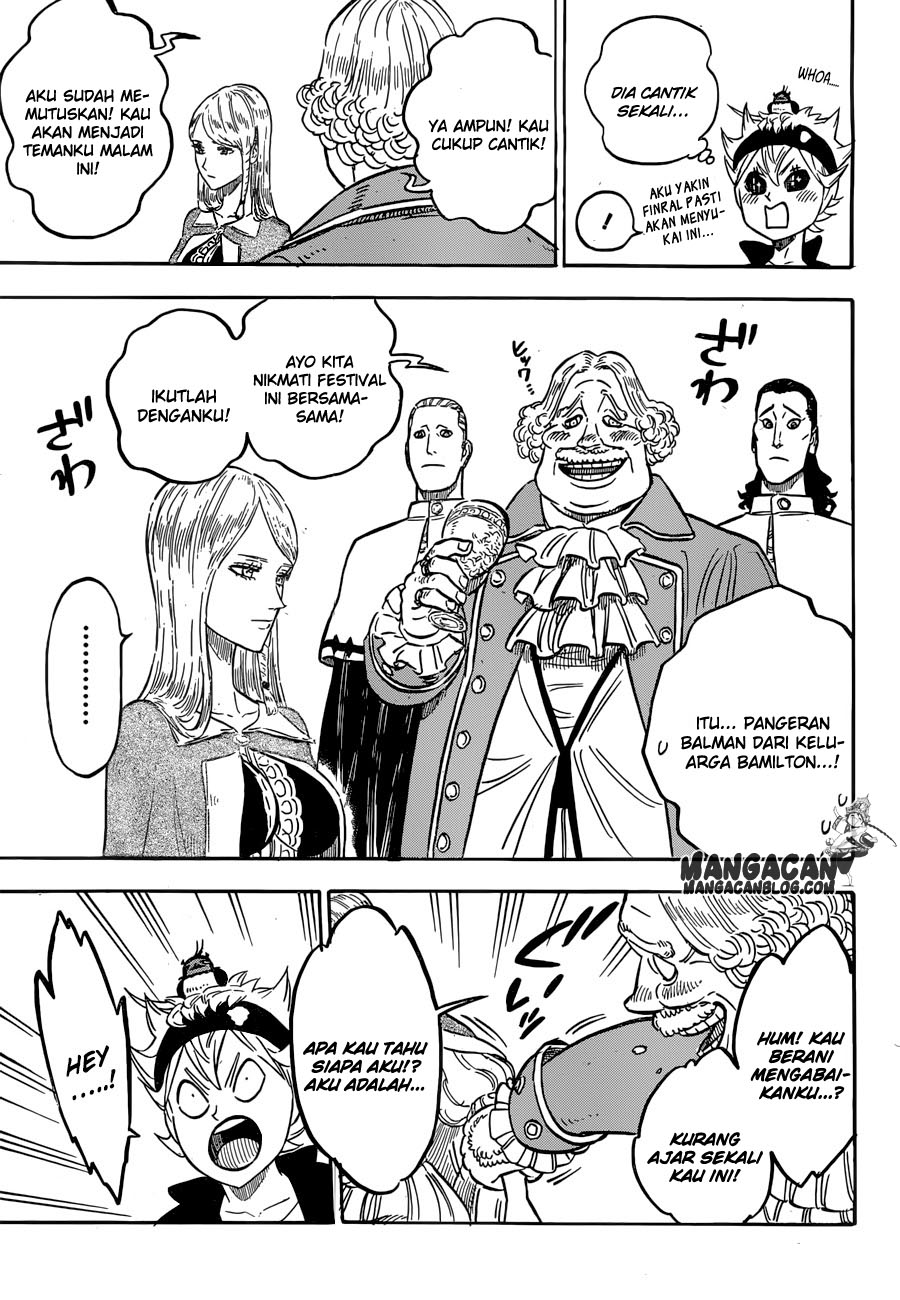 WHOA.....
DIA CANTIK
SEKALI...
AKU YAKIN
FINRAL PASTI
AKAN MENYU-
KAI INI...
!
YA AMPUN! KAU
CUKUP CANTIK!
AKU SUDAH ME-
MUTUSKAN! KAU
AKAN MENJADI
TEMANKU MALAM
INI!
ざわ
ヒック...
AYO KITA
NIKMATI FESTIVAL
INI BERSAMA-
SAMA!
IKUTLAH
DENGANKU!
ざわ
.........
ITU... PANGERAN
BALMAN DARI KELU-
ARGA BAMILTON...!
MANGACAN
MANGACANBLOG.COM
HUM! KAU
BERANI
MENGABAI-
KANKU...?
KURANG
AJAR SEKALI
KAU INI!
APA KAU TAHU
SIAPA AKU!?
AKU ADALAH...
HEY
.....!